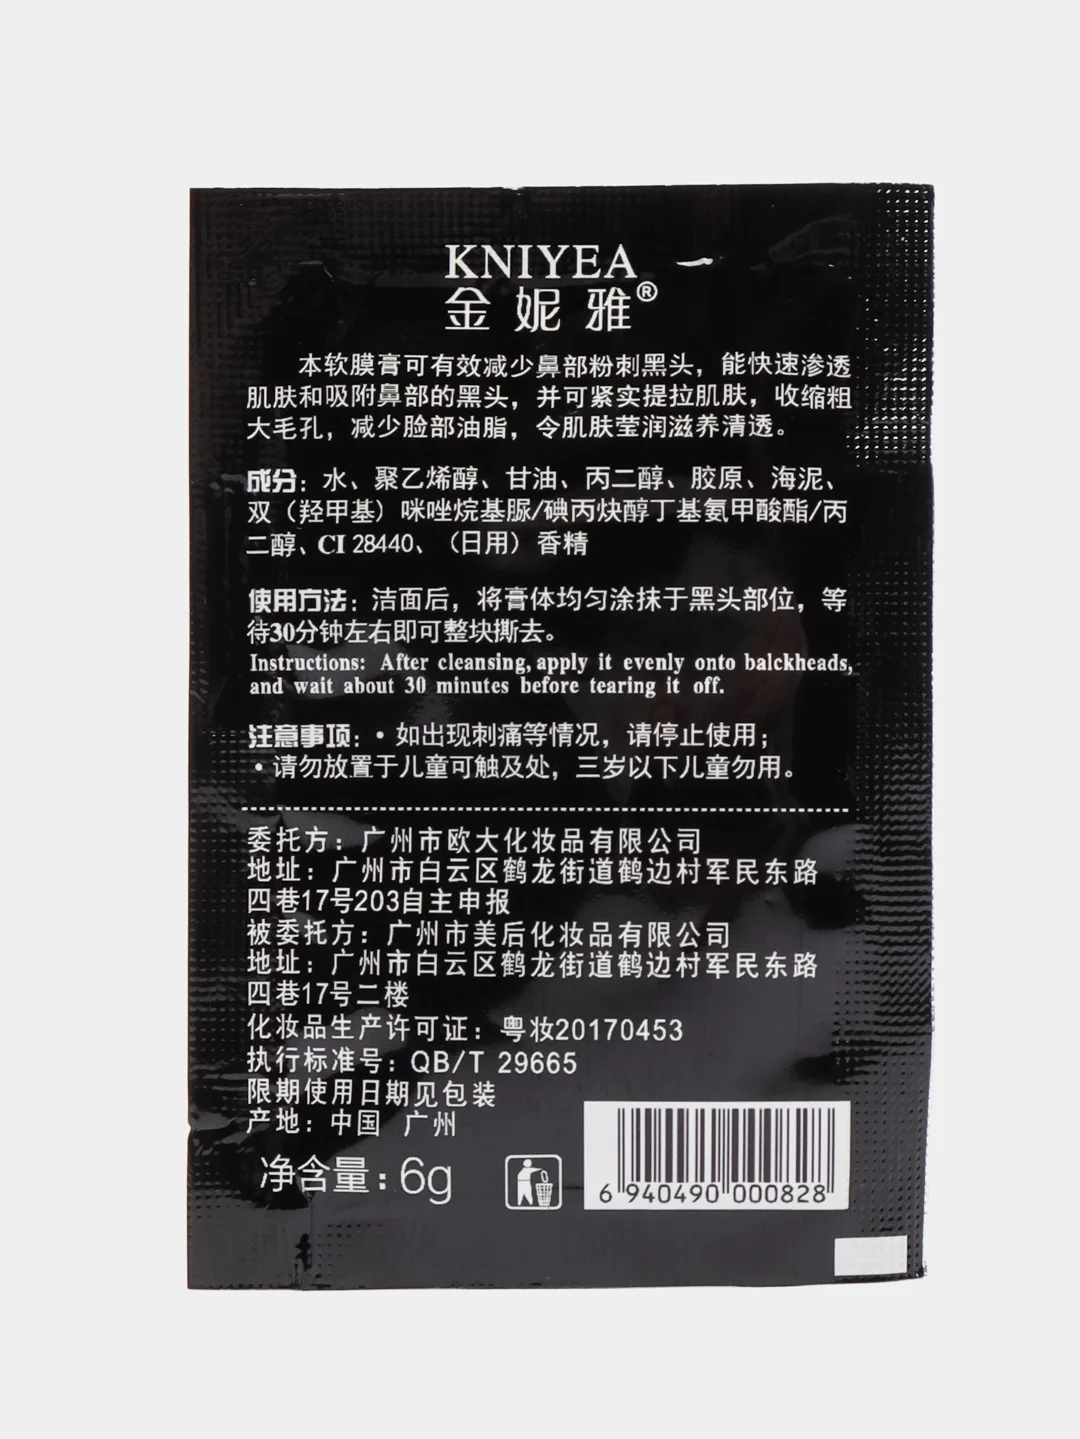 KNIYEA
金妮雅®
本软膜膏可有效减少鼻部粉刺黑头，能快速渗透
肌肤和吸附鼻部的黑头，并可紧实提拉肌肤，收缩粗
大毛孔，减少脸部油脂，令肌肤莹润滋养清透。
成分：水、聚乙烯醇、甘油、丙二醇、胶原、海泥、
双（羟甲基）咪唑烷基脲/碘丙炔醇丁基氨甲酸酯/丙
二醇、CI 28440、（日用）香精
使用方法：洁面后，将膏体均匀涂抹于黑头部位，等
待30分钟左右即可整块撕去。
Instructions: After cleansing, apply it evenly onto balckheads,
and wait about 30 minutes before tearing it off.
注意事项：·如出现刺痛等情况，请停止使用；
·请勿放置于儿童可触及处，三岁以下儿童勿用。
委托方：广州市欧大化妆品有限公司
地址：广州市白云区鹤龙街道鹤边村军民东路
四巷17号203自主申报
被委托方：广州市美后化妆品有限公司
地址：广州市白云区鹤龙街道鹤边村军民东路
四巷17号二楼
化妆品生产许可证：粤妆20170453
执行标准号：QB/T 29665
限期使用日期见包装
产地：中国 广州
净含量：6g
6 940490 000828